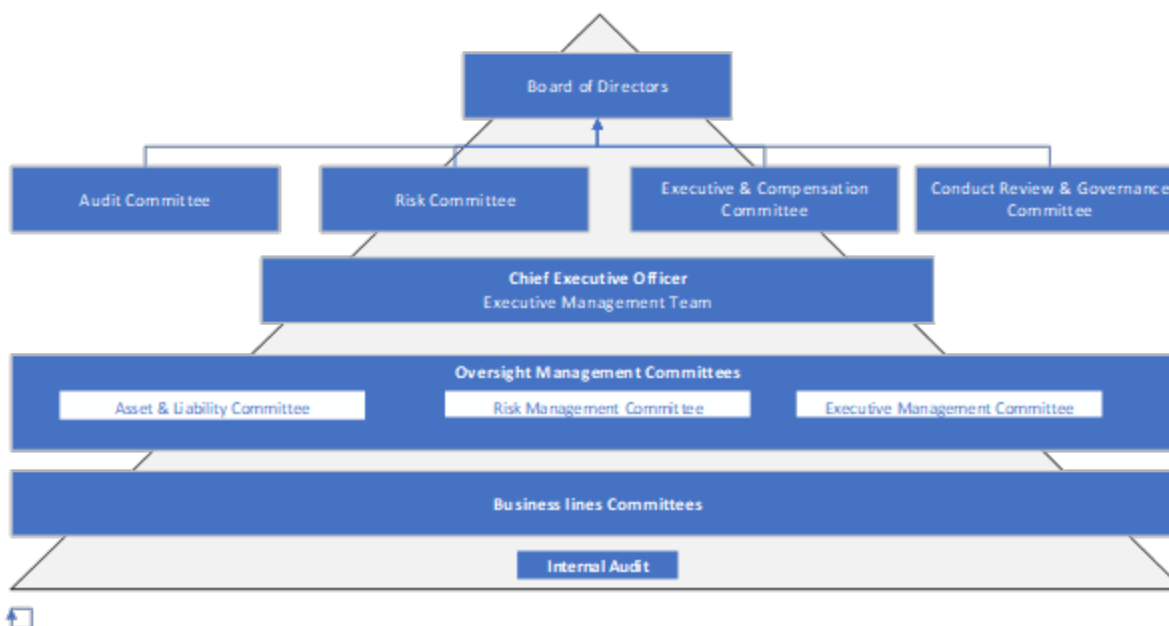 Board of Directors
Audit Committee
Risk Committee
Executive & Compensation
Committee
Conduct Review & Governance
Committee
Chief Executive Officer
Executive Management Team
Oversight Management Committees
Asset & Liability Committee
Risk Management Committee
Executive Management Committee
Business lines Committees
Internal Audit